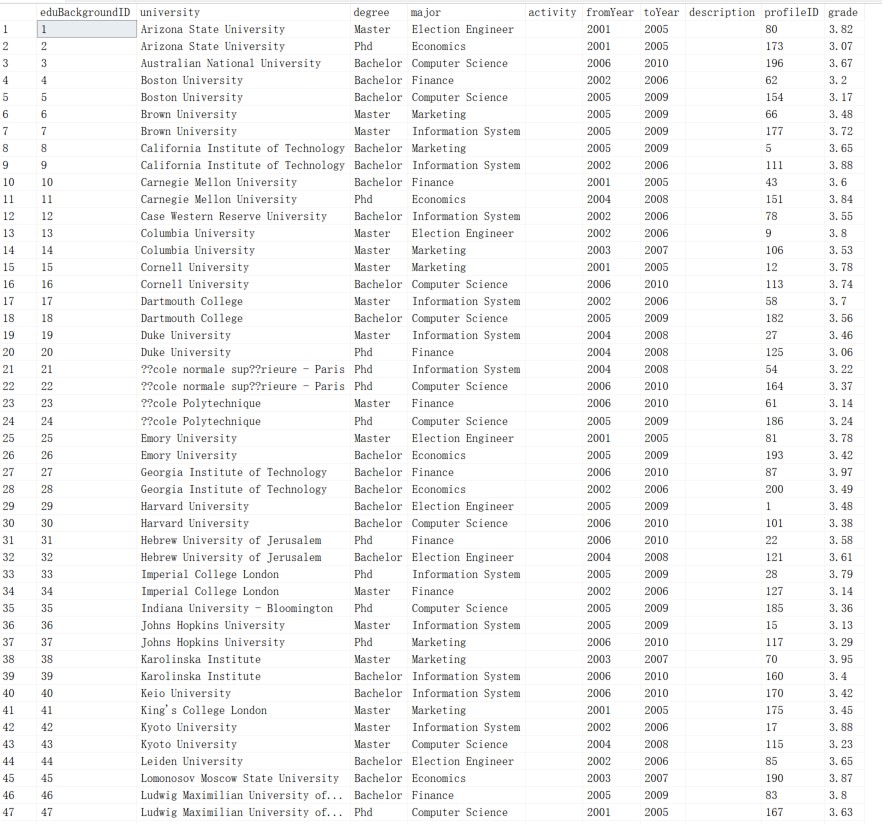 eduBackgroundID university degree major activity fromYear toYear description profileID grade
1 1 Arizona State University Master Election Engineer 2001 2005 80 3.82
2 2 Arizona State University Phd Economics 2001 2005 173 3.07
3 3 Australian National University Bachelor Computer Science 2006 2010 196 3.67
4 4 Boston University Bachelor Finance 2002 2006 62 3.2
5 5 Boston University Bachelor Computer Science 2005 2009 154 3.17
6 6 Brown University Master Marketing 2005 2009 66 3.48
7 7 Brown University Master Information System 2005 2009 177 3.72
8 8 California Institute of Technology Bachelor Marketing 2005 2009 5 3.65
9 9 California Institute of Technology Bachelor Information System 2002 2006 111 3.88
10 10 Carnegie Mellon University Bachelor Finance 2001 2005 43 3.6
11 11 Carnegie Mellon University Phd Economics 2004 2008 151 3.84
12 12 Case Western Reserve University Bachelor Information System 2002 2006 78 3.55
13 13 Columbia University Master Election Engineer 2002 2006 9 3.8
14 14 Columbia University Master Marketing 2003 2007 106 3.53
15 15 Cornell University Master Marketing 2001 2005 12 3.78
16 16 Cornell University Bachelor Computer Science 2006 2010 113 3.74
17 17 Dartmouth College Master Information System 2002 2006 58 3.7
18 18 Dartmouth College Bachelor Computer Science 2005 2009 182 3.56
19 19 Duke University Master Information System 2004 2008 27 3.46
20 20 Duke University Phd Finance 2004 2008 125 3.06
21 21 ??cole normale sup??rieure - Paris Phd Information System 2004 2008 54 3.22
22 22 ??cole normale sup??rieure - Paris Phd Computer Science 2006 2010 164 3.37
23 23 ??cole Polytechnique Master Finance 2006 2010 61 3.14
24 24 ??cole Polytechnique Phd Computer Science 2005 2009 186 3.24
25 25 Emory University Master Election Engineer 2001 2005 81 3.78
26 26 Emory University Bachelor Economics 2005 2009 193 3.42
27 27 Georgia Institute of Technology Bachelor Finance 2006 2010 87 3.97
28 28 Georgia Institute of Technology Bachelor Economics 2002 2006 200 3.49
29 29 Harvard University Bachelor Election Engineer 2005 2009 1 3.48
30 30 Harvard University Bachelor Computer Science 2006 2010 101 3.38
31 31 Hebrew University of Jerusalem Phd Finance 2006 2010 22 3.58
32 32 Hebrew University of Jerusalem Bachelor Election Engineer 2004 2008 121 3.61
33 33 Imperial College London Phd Information System 2005 2009 28 3.79
34 34 Imperial College London Master Finance 2002 2006 127 3.14
35 35 Indiana University - Bloomington Phd Computer Science 2005 2009 185 3.36
36 36 Johns Hopkins University Master Information System 2005 2009 15 3.13
37 37 Johns Hopkins University Phd Marketing 2006 2010 117 3.29
38 38 Karolinska Institute Master Marketing 2003 2007 70 3.95
39 39 Karolinska Institute Bachelor Information System 2006 2010 160 3.4
40 40 Keio University Bachelor Information System 2006 2010 170 3.42
41 41 King's College London Master Marketing 2001 2005 175 3.45
42 42 Kyoto University Master Information System 2002 2006 17 3.88
43 43 Kyoto University Master Computer Science 2004 2008 115 3.23
44 44 Leiden University Bachelor Election Engineer 2002 2006 85 3.65
45 45 Lomonosov Moscow State University Bachelor Economics 2003 2007 190 3.87
46 46 Ludwig Maximilian University of... Bachelor Finance 2005 2009 83 3.8
47 47 Ludwig Maximilian University of... Phd Computer Science 2001 2005 167 3.63